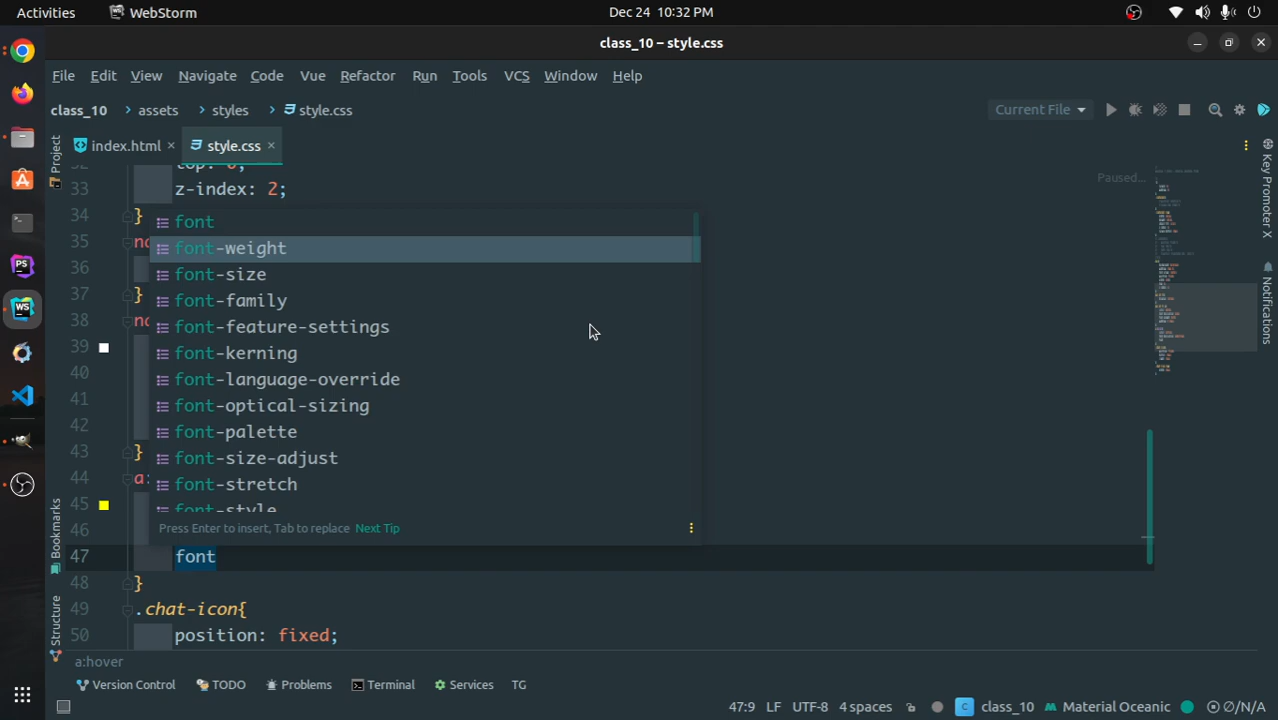 Activities WebStorm Dec 24 10:32 PM
class_10 – style.css
File Edit View Navigate Code Vue Refactor Run Tools VCS Window Help
class_10 assets styles style.css Current File
Project
index.html style.css
Key Promoter X
Paused...
33 z-index: 2;
34 }
font
35
font-weight
36
font-size
37 }
font-family
38
font-feature-settings
39
font-kerning
40
font-language-override
41
font-optical-sizing
42
font-palette
43 }
font-size-adjust
44
font-stretch
45
font-style
46
Press Enter to insert, Tab to replace Next Tip
47 font
48 }
49 .chat-icon{
50 position: fixed;
Notifications
Bookmarks
Structure
a:hover
Version Control TODO Problems Terminal Services TG
47:9 LF UTF-8 4 spaces class_10 Material Oceanic Ø/N/A